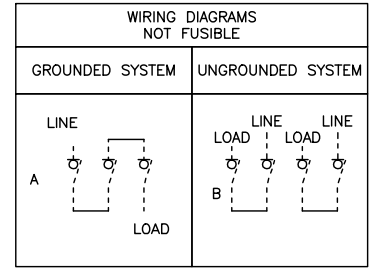 WIRING DIAGRAMS
NOT FUSIBLE
GROUNDED SYSTEM
UNGROUNDED SYSTEM
LINE
A
LOAD
LINE LINE
LOAD LOAD
B